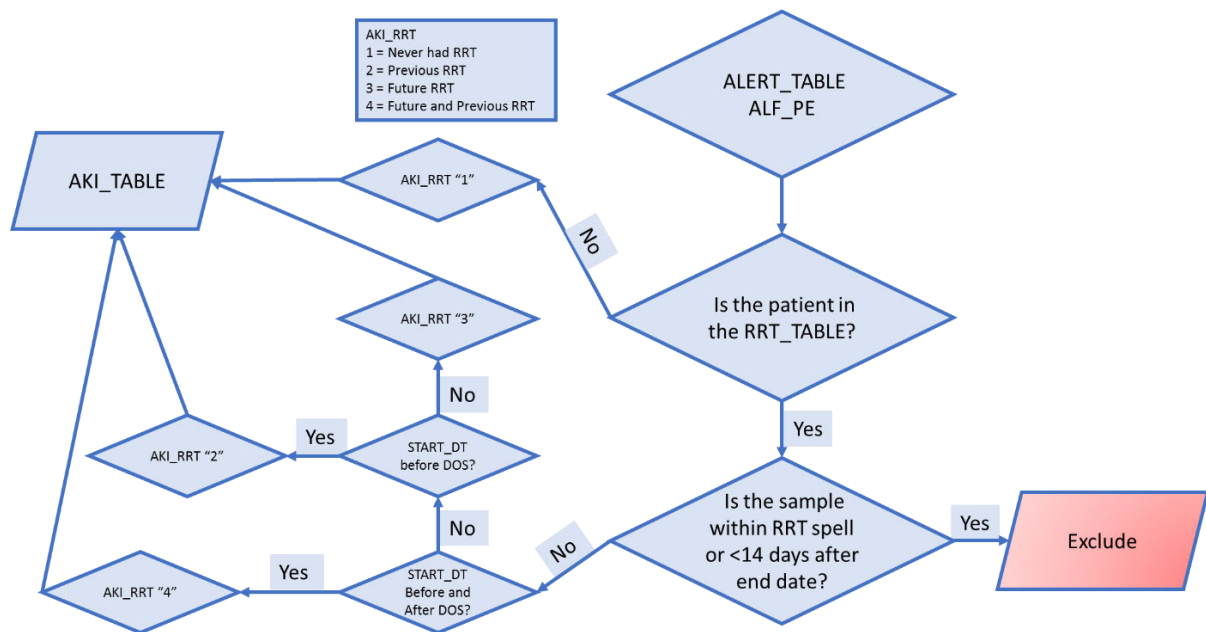 AKI_RRT
1 = Never had RRT
2 = Previous RRT
3 = Future RRT
4 = Future and Previous RRT
ALERT_TABLE
ALF_PE
AKI_TABLE
AKI_RRT “1”
No
Is the patient in
the RRT_TABLE?
AKI_RRT “3”
No
Yes
Yes
AKI_RRT “2”
START_DT
before DOS?
Is the sample
within RRT spell
or <14 days after
end date?
Yes
Exclude
No
No
Yes
AKI_RRT “4”
START_DT
Before and
After DOS?